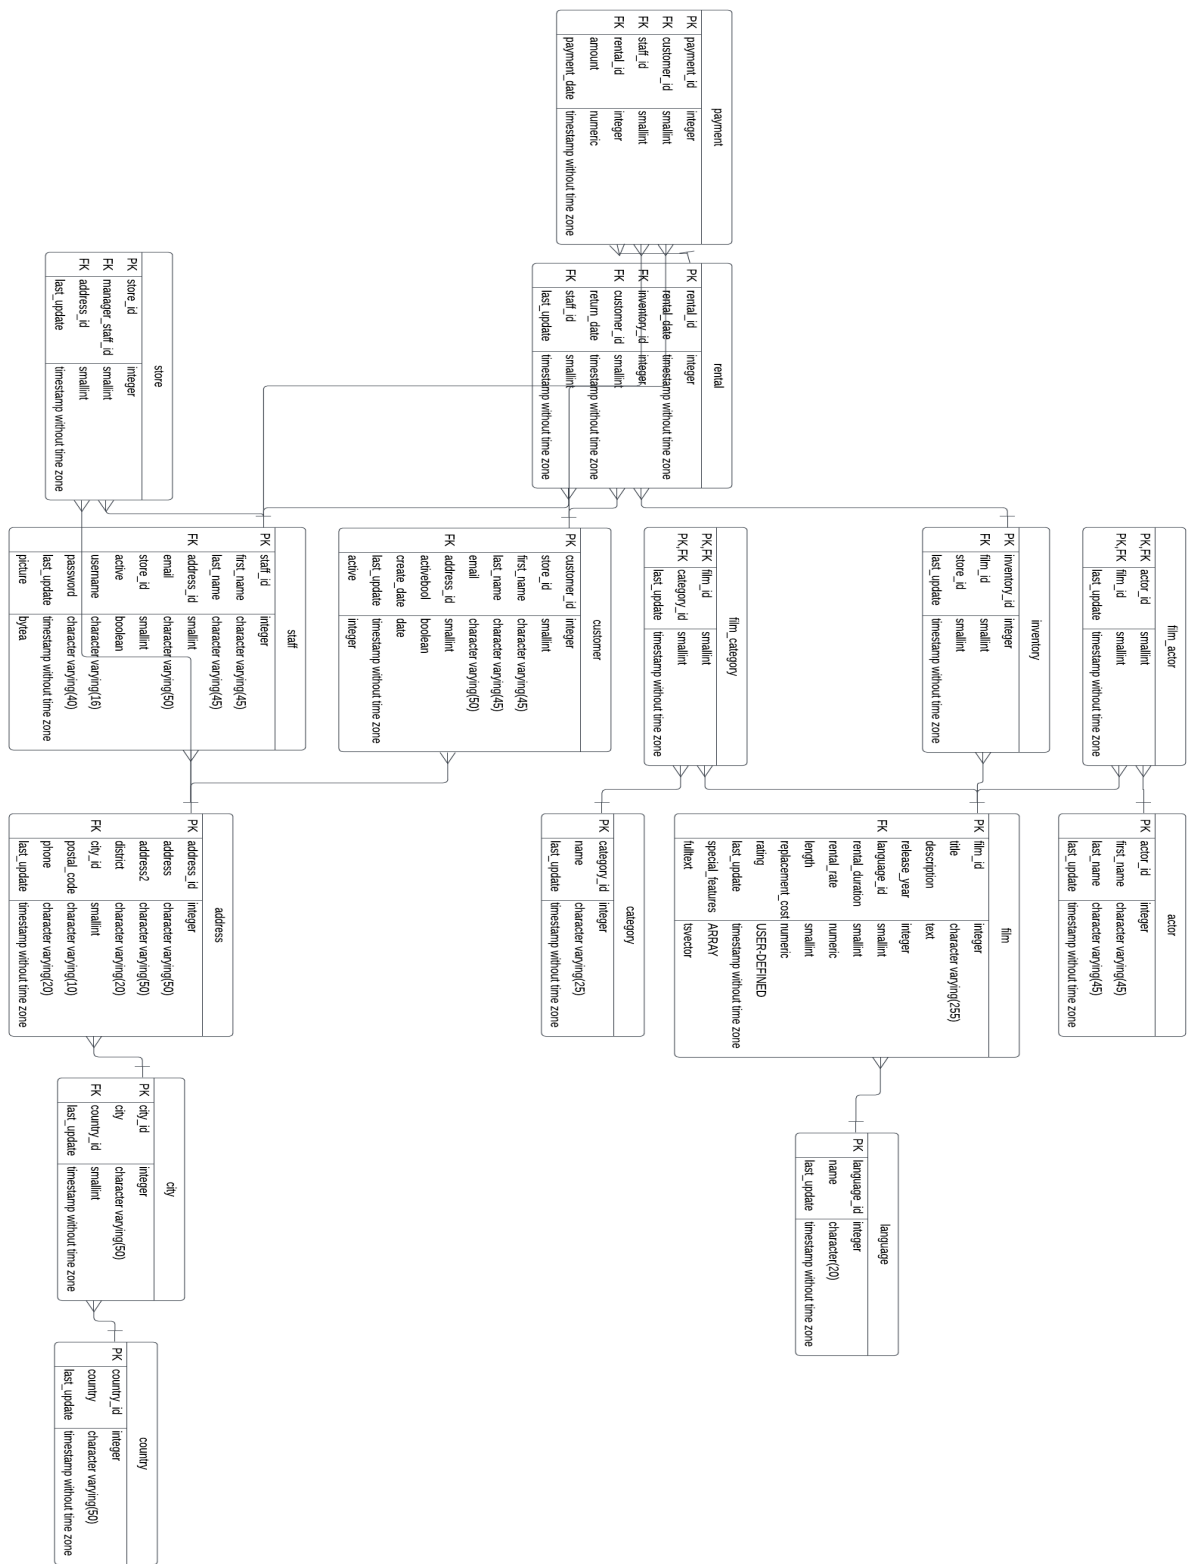 payment
PK payment_id integer
FK customer_id smallint
FK staff_id smallint
FK rental_id integer
amount numeric
payment_date timestamp without time zone
rental
PK rental_id integer
rental_date timestamp without time zone
FK inventory_id integer
FK customer_id smallint
return_date timestamp without time zone
FK staff_id smallint
last_update timestamp without time zone
store
PK store_id integer
FK manager_staff_id smallint
FK address_id smallint
last_update timestamp without time zone
film_actor
PK,FK actor_id smallint
PK,FK film_id smallint
last_update timestamp without time zone
inventory
PK inventory_id integer
FK film_id smallint
store_id smallint
last_update timestamp without time zone
film_category
PK,FK film_id smallint
PK,FK category_id smallint
last_update timestamp without time zone
customer
PK customer_id integer
store_id smallint
first_name character varying(45)
last_name character varying(45)
email character varying(50)
FK address_id smallint
activebool boolean
create_date date
last_update timestamp without time zone
active integer
staff
PK staff_id integer
first_name character varying(45)
last_name character varying(45)
FK address_id smallint
email character varying(50)
store_id smallint
active boolean
username character varying(16)
password character varying(40)
last_update timestamp without time zone
picture bytea
actor
PK actor_id integer
first_name character varying(45)
last_name character varying(45)
last_update timestamp without time zone
film
PK film_id integer
title character varying(255)
description text
release_year integer
FK language_id smallint
rental_duration smallint
rental_rate numeric
length smallint
replacement_cost numeric
rating USER-DEFINED
last_update timestamp without time zone
special_features ARRAY
fulltext tsvector
category
PK category_id integer
name character varying(25)
last_update timestamp without time zone
address
PK address_id integer
address character varying(50)
address2 character varying(50)
district character varying(20)
FK city_id smallint
postal_code character varying(10)
phone character varying(20)
last_update timestamp without time zone
city
PK city_id integer
city character varying(50)
FK country_id smallint
last_update timestamp without time zone
language
PK language_id integer
name character(20)
last_update timestamp without time zone
country
PK country_id integer
country character varying(50)
last_update timestamp without time zone